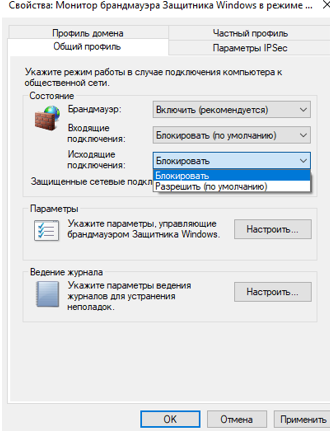 Свойства: Монитор брандмауэра Защитника Windows в режиме ...
Профиль домена
Частный профиль
Общий профиль
Параметры IPSec
Укажите режим работы в случае подключения компьютера к
общественной сети.
Состояние
Брандмауэр:
Включить (рекомендуется)
Входящие
подключения:
Блокировать (по умолчанию)
Исходящие
подключения:
Блокировать
Блокировать
Разрешить (по умолчанию)
Защищенные сетевые подкл
Параметры
Укажите параметры, управляющие
брандмауэром Защитника Windows.
Настроить...
Ведение журнала
Укажите параметры ведения
журналов для устранения
неполадок.
Настроить...
OK
Отмена
Применить